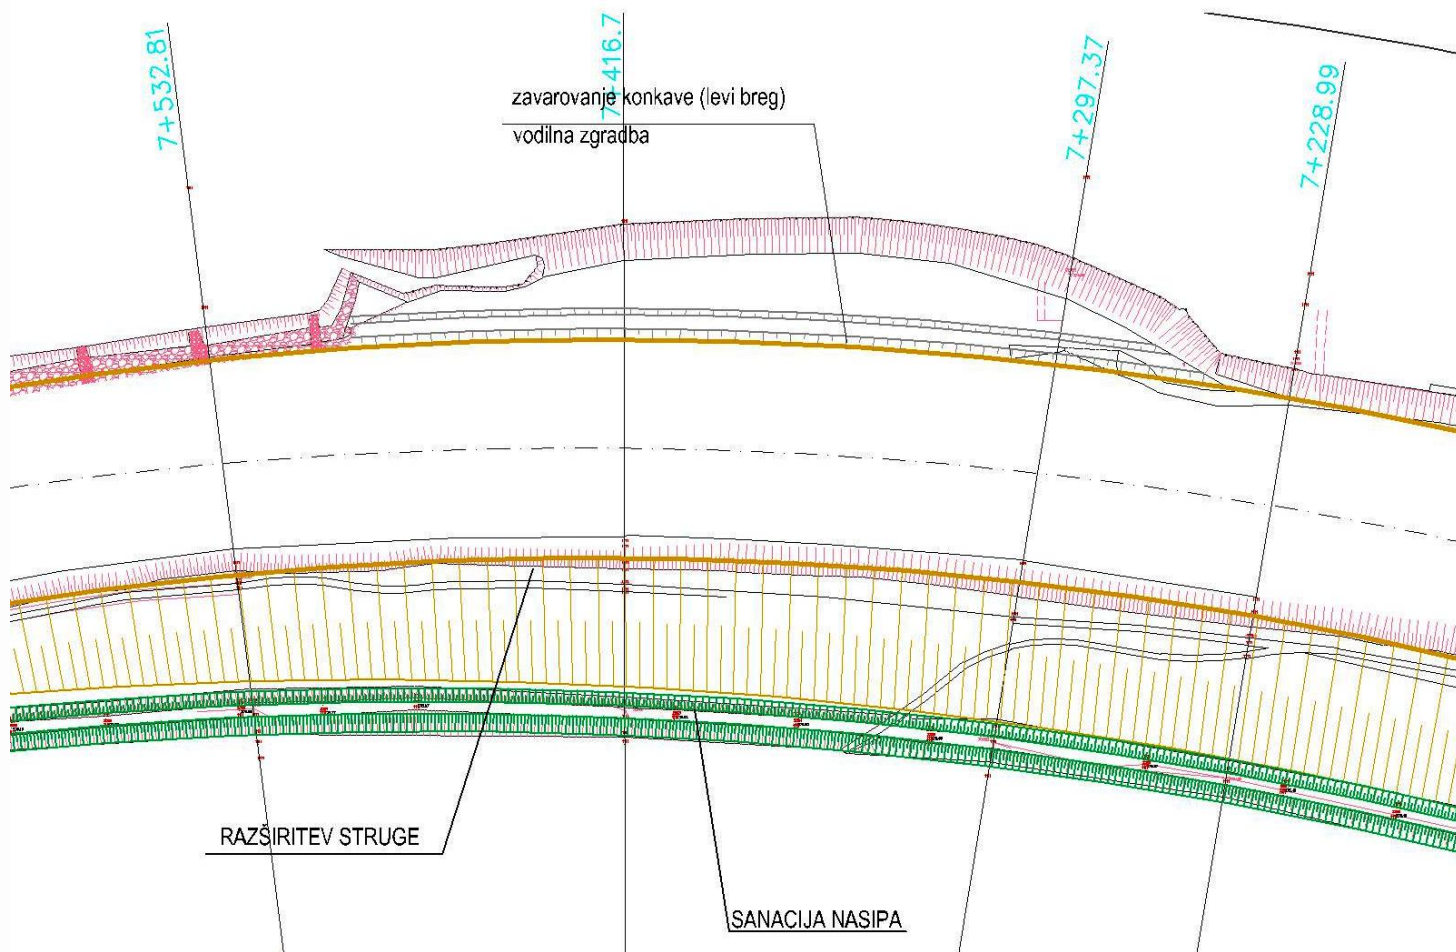 7+532.81
7+416.7
7+297.37
7+228.99
zavarovanje konkave (levi breg)
vodilna zgradba
RAZŠIRITEV STRUGE
SANACIJA NASIPA